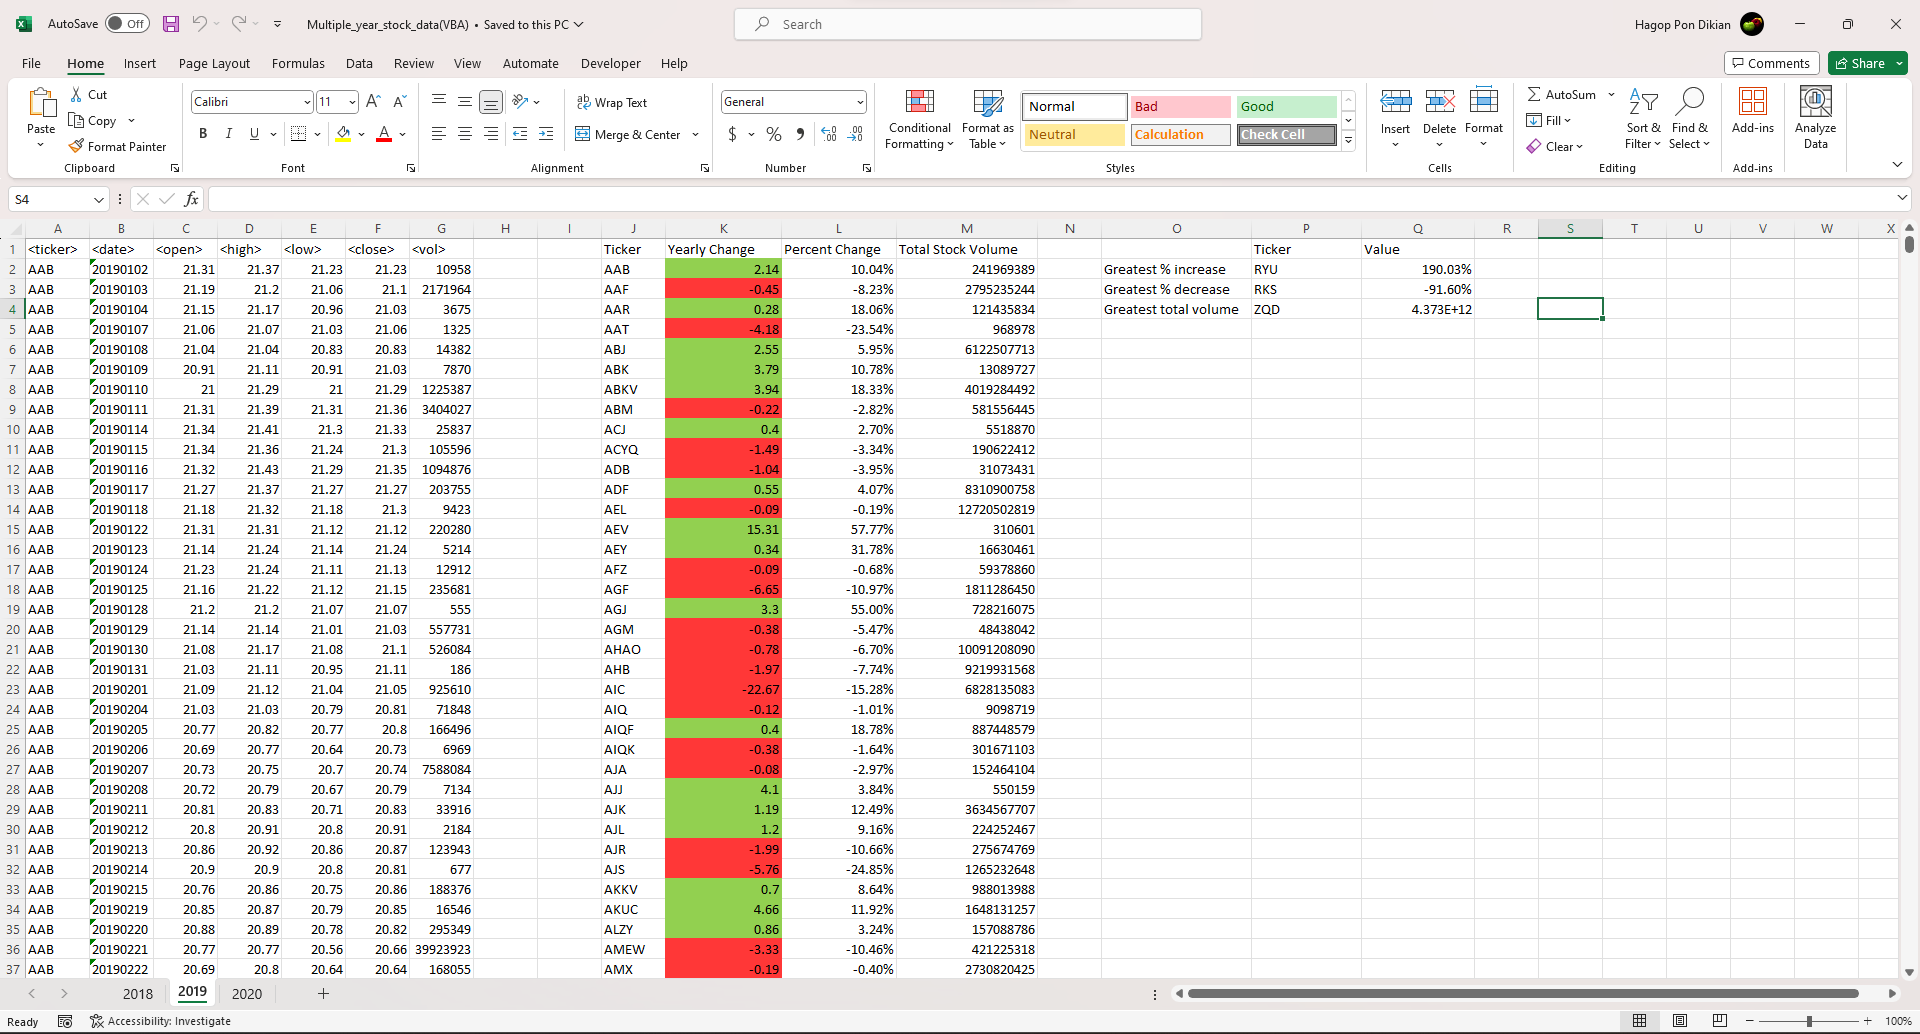 AutoSave Off Multiple_year_stock_data(VBA) • Saved to this PC Search Hagop Pon Dikian
File Home Insert Page Layout Formulas Data Review View Automate Developer Help Comments Share
Paste Cut Copy Format Painter Clipboard
Calibri 11 B I U A Font
Wrap Text Merge & Center Alignment
General $ % Number
Conditional Formatting Format as Table Normal Bad Good Neutral Calculation Check Cell Styles
Insert Delete Format Cells
AutoSum Fill Clear Sort & Filter Find & Select Editing
Add-ins Add-ins
Analyze Data
S4 fx
A B C D E F G H I J K L M N O P Q R S T U V W X
1 <ticker> <date> <open> <high> <low> <close> <vol> Ticker Yearly Change Percent Change Total Stock Volume Ticker Value
2 AAB 20190102 21.31 21.37 21.23 21.23 10958 AAB 2.14 10.04% 241969389 Greatest % increase RYU 190.03%
3 AAB 20190103 21.19 21.2 21.06 21.1 2171964 AAF -0.45 -8.23% 2795235244 Greatest % decrease RKS -91.60%
4 AAB 20190104 21.15 21.17 20.96 21.03 3675 AAR 0.28 18.06% 121435834 Greatest total volume ZQD 4.373E+12
5 AAB 20190107 21.06 21.07 21.03 21.06 1325 AAT -4.18 -23.54% 968978
6 AAB 20190108 21.04 21.04 20.83 20.83 14382 ABJ 2.55 5.95% 6122507713
7 AAB 20190109 20.91 21.11 20.91 21.03 7870 ABK 3.79 10.78% 13089727
8 AAB 20190110 21 21.29 21 21.29 1225387 ABKV 3.94 18.33% 4019284492
9 AAB 20190111 21.31 21.39 21.31 21.36 3404027 ABM -0.22 -2.82% 581556445
10 AAB 20190114 21.34 21.41 21.3 21.33 25837 ACJ 0.4 2.70% 5518870
11 AAB 20190115 21.34 21.36 21.24 21.3 105596 ACYQ -1.49 -3.34% 190622412
12 AAB 20190116 21.32 21.43 21.29 21.35 1094876 ADB -1.04 -3.95% 31073431
13 AAB 20190117 21.27 21.37 21.27 21.27 203755 ADF 0.55 4.07% 8310900758
14 AAB 20190118 21.18 21.32 21.18 21.3 9423 AEL -0.09 -0.19% 12720502819
15 AAB 20190122 21.31 21.31 21.12 21.12 220280 AEV 15.31 57.77% 310601
16 AAB 20190123 21.14 21.24 21.14 21.24 5214 AEY 0.34 31.78% 16630461
17 AAB 20190124 21.23 21.24 21.11 21.13 12912 AFZ -0.09 -0.68% 59378860
18 AAB 20190125 21.16 21.22 21.12 21.15 235681 AGF -6.65 -10.97% 1811286450
19 AAB 20190128 21.2 21.2 21.07 21.07 555 AGJ 3.3 55.00% 728216075
20 AAB 20190129 21.14 21.14 21.01 21.03 557731 AGM -0.38 -5.47% 48438042
21 AAB 20190130 21.08 21.17 21.08 21.1 526084 AHAO -0.78 -6.70% 10091208090
22 AAB 20190131 21.03 21.11 20.95 21.11 186 AHB -1.97 -7.74% 9219931568
23 AAB 20190201 21.09 21.12 21.04 21.05 925610 AIC -22.67 -15.28% 6828135083
24 AAB 20190204 21.03 21.03 20.79 20.81 71848 AIQ -0.12 -1.01% 9098719
25 AAB 20190205 20.77 20.82 20.77 20.8 166496 AIQF 0.4 18.78% 887448579
26 AAB 20190206 20.69 20.77 20.64 20.73 6969 AIQK -0.38 -1.64% 301671103
27 AAB 20190207 20.73 20.75 20.7 20.74 7588084 AJA -0.08 -2.97% 152464104
28 AAB 20190208 20.72 20.79 20.67 20.79 7134 AJJ 4.1 3.84% 550159
29 AAB 20190211 20.81 20.83 20.71 20.83 33916 AJK 1.19 12.49% 3634567707
30 AAB 20190212 20.8 20.91 20.8 20.91 2184 AJL 1.2 9.16% 224252467
31 AAB 20190213 20.86 20.92 20.86 20.87 123943 AJR -1.99 -10.66% 275674769
32 AAB 20190214 20.9 20.9 20.8 20.81 677 AJS -5.76 -24.85% 1265232648
33 AAB 20190215 20.76 20.86 20.75 20.86 188376 AKKV 0.7 8.64% 988013988
34 AAB 20190219 20.85 20.87 20.79 20.85 16546 AKUC 4.66 11.92% 1648131257
35 AAB 20190220 20.88 20.89 20.78 20.82 295349 ALZY 0.86 3.24% 157088786
36 AAB 20190221 20.77 20.77 20.56 20.66 39923923 AMEW -3.33 -10.46% 421225318
37 AAB 20190222 20.69 20.8 20.64 20.64 168055 AMX -0.19 -0.40% 2730820425
2018 2019 2020
Ready Accessibility: Investigate 100%